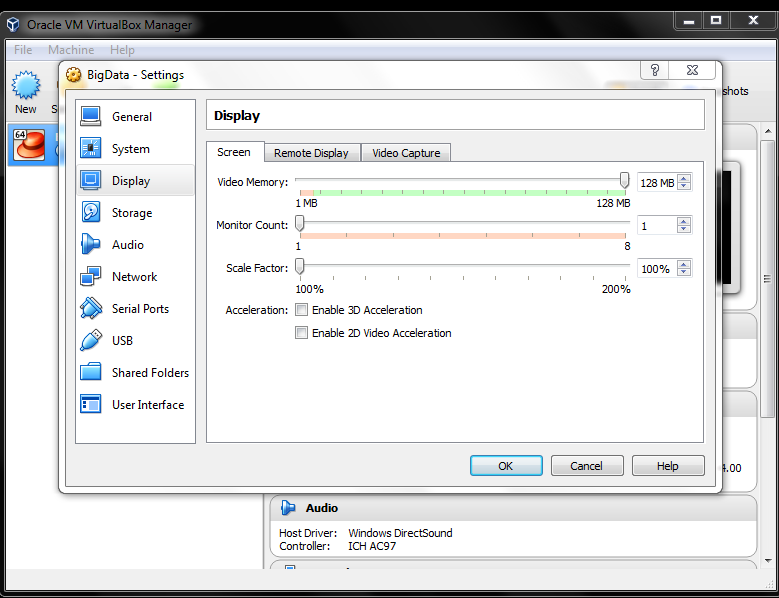 Oracle VM VirtualBox Manager
File Machine Help
BigData - Settings
New
shots
64
General
System
Display
Storage
Audio
Network
Serial Ports
USB
Shared Folders
User Interface
Display
Screen Remote Display Video Capture
Video Memory: 128 MB
1 MB 128 MB
Monitor Count: 1
1 8
Scale Factor: 100%
100% 200%
Acceleration: Enable 3D Acceleration
Enable 2D Video Acceleration
OK Cancel Help
Audio
Host Driver: Windows DirectSound
Controller: ICH AC97